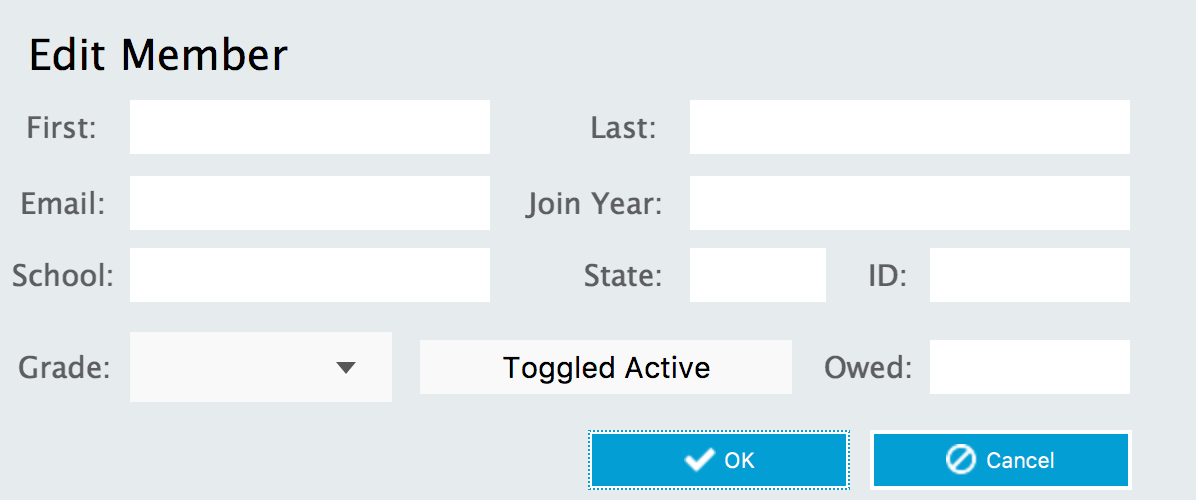 Edit Member
First: Last:
Email: Join Year:
School: State: ID:
Grade: Toggled Active Owed:
OK Cancel